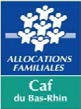 ALLOCATIONS
FAMILIALES
Caf
du Bas-Rhin